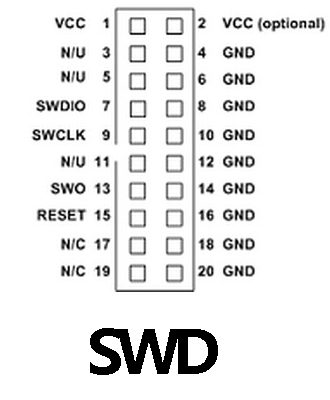 VCC 1 2 VCC (optional)
N/U 3 4 GND
N/U 5 6 GND
SWDIO 7 8 GND
SWCLK 9 10 GND
N/U 11 12 GND
SWO 13 14 GND
RESET 15 16 GND
N/C 17 18 GND
N/C 19 20 GND
SWD